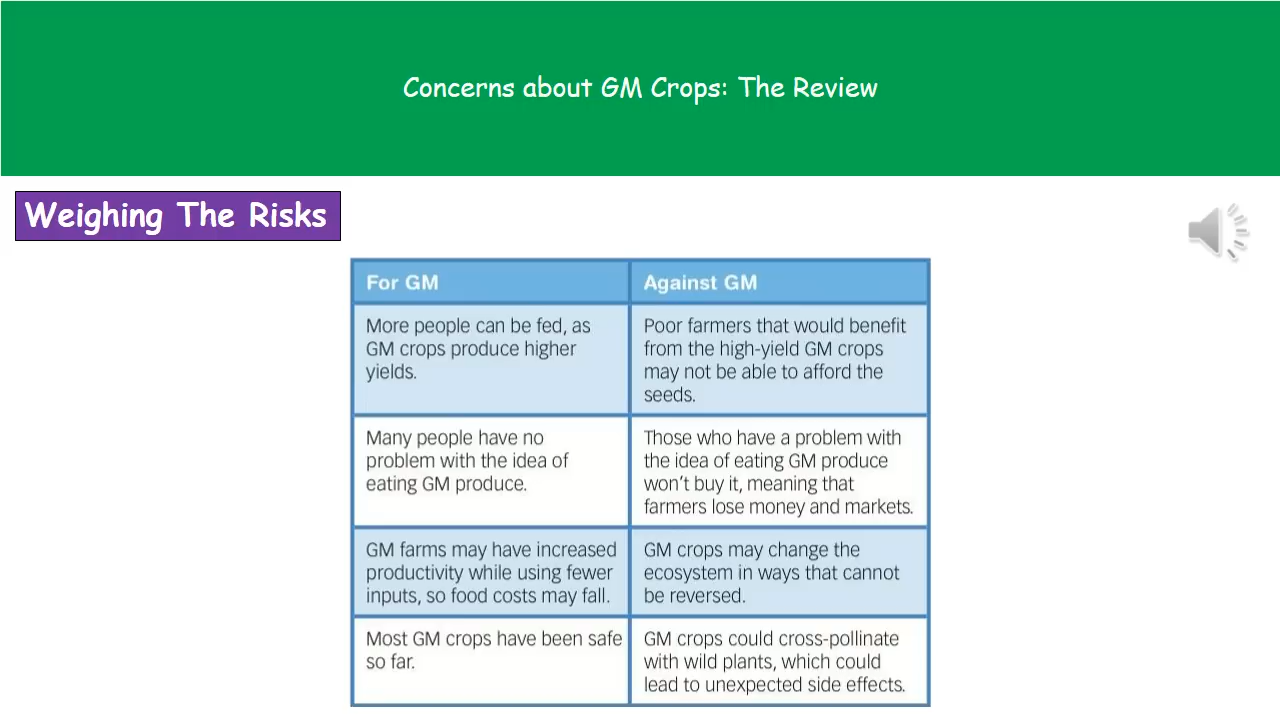 Concerns about GM Crops: The Review
Weighing The Risks
For GM
Against GM
More people can be fed, as
GM crops produce higher
yields.
Poor farmers that would benefit
from the high-yield GM crops
may not be able to afford the
seeds.
Many people have no
problem with the idea of
eating GM produce.
Those who have a problem with
the idea of eating GM produce
won't buy it, meaning that
farmers lose money and markets.
GM farms may have increased
productivity while using fewer
inputs, so food costs may fall.
GM crops may change the
ecosystem in ways that cannot
be reversed.
Most GM crops have been safe
so far.
GM crops could cross-pollinate
with wild plants, which could
lead to unexpected side effects.